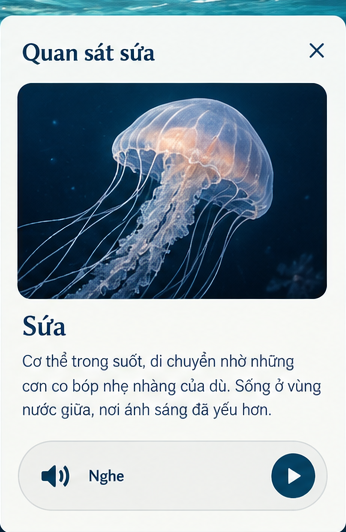 Quan sát sứa
Sứa
Cơ thể trong suốt, di chuyển nhờ những
cơn co bóp nhẹ nhàng của dù. Sống ở vùng
nước giữa, nơi ánh sáng đã yếu hơn.
Nghe